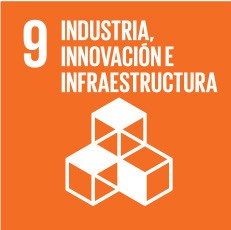 9 INDUSTRIA,
INNOVACIÓN E
INFRAESTRUCTURA